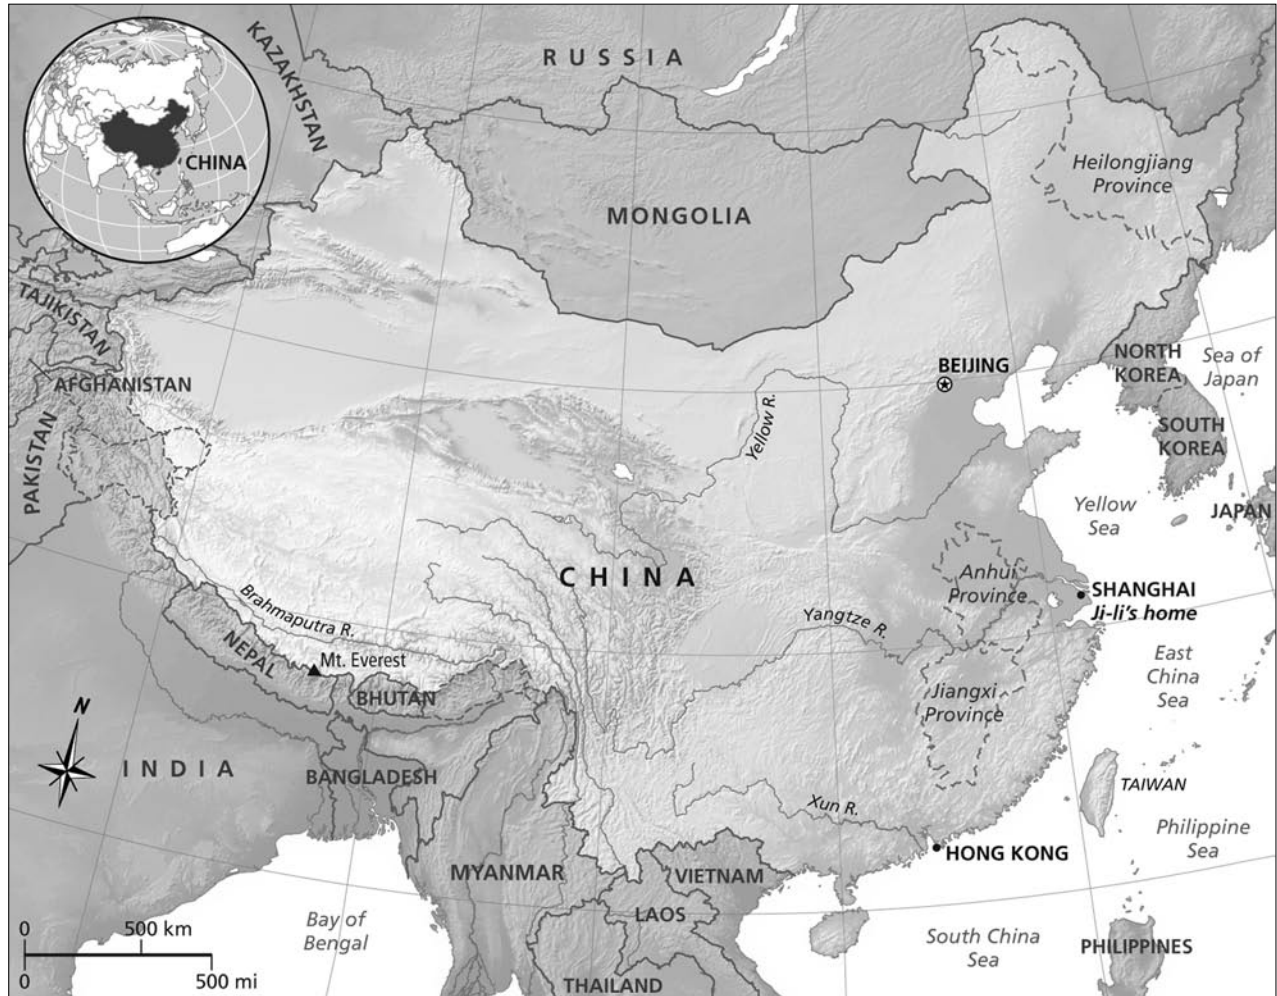 KAZAKHSTAN
RUSSIA
CHINA
Heilongjiang
Province
MONGOLIA
TAJIKISTAN
AFGHANISTAN
PAKISTAN
BEIJING
NORTH
KOREA
Sea of
Japan
SOUTH
KOREA
Yellow R.
Yellow
Sea
JAPAN
CHINA
Anhui
Province
SHANGHAI
Ji-li's home
Brahmaputra R.
Yangtze R.
NEPAL
Mt. Everest
BHUTAN
East
China
Sea
Jiangxi
Province
N
INDIA
BANGLADESH
TAIWAN
Xun R.
Philippine
Sea
HONG KONG
MYANMAR
VIETNAM
LAOS
Bay of
Bengal
South China
Sea
PHILIPPINES
THAILAND
0 500 km
0 500 mi